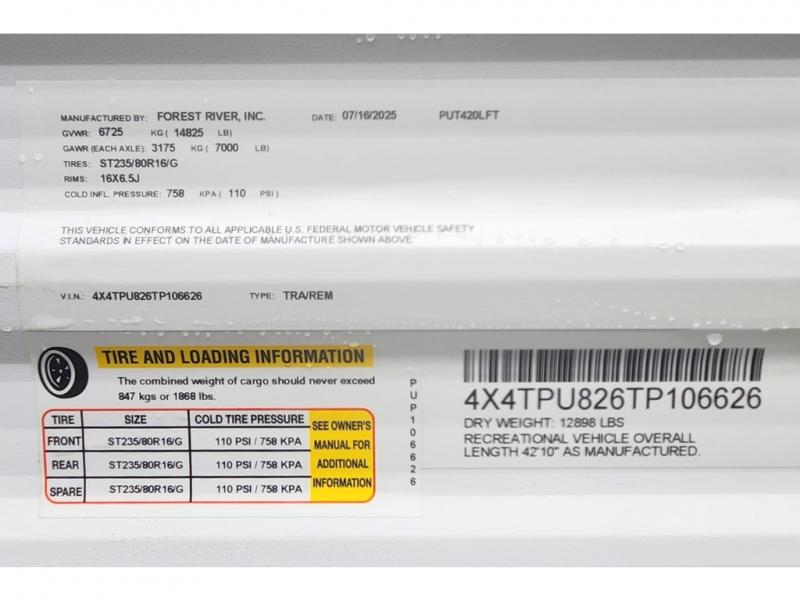 MANUFACTURED BY: FOREST RIVER, INC. DATE: 07/16/2025 PUT420LFT
GVWR: 6725 KG ( 14825 LB)
GAWR (EACH AXLE): 3175 KG ( 7000 LB)
TIRES: ST235/80R16/G
RIMS: 16X6.5J
COLD INFL. PRESSURE: 758 KPA ( 110 PSI )
THIS VEHICLE CONFORMS TO ALL APPLICABLE U.S. FEDERAL MOTOR VEHICLE SAFETY
STANDARDS IN EFFECT ON THE DATE OF MANUFACTURE SHOWN ABOVE.
V.I.N.: 4X4TPU826TP106626 TYPE: TRA/REM
TIRE AND LOADING INFORMATION
The combined weight of cargo should never exceed
847 kgs or 1868 lbs.
TIRE SIZE COLD TIRE PRESSURE
FRONT ST235/80R16/G 110 PSI / 758 KPA
REAR ST235/80R16/G 110 PSI / 758 KPA
SPARE ST235/80R16/G 110 PSI / 758 KPA
SEE OWNER'S
MANUAL FOR
ADDITIONAL
INFORMATION
PUP106626
4X4TPU826TP106626
DRY WEIGHT: 12898 LBS
RECREATIONAL VEHICLE OVERALL
LENGTH 42'10" AS MANUFACTURED.